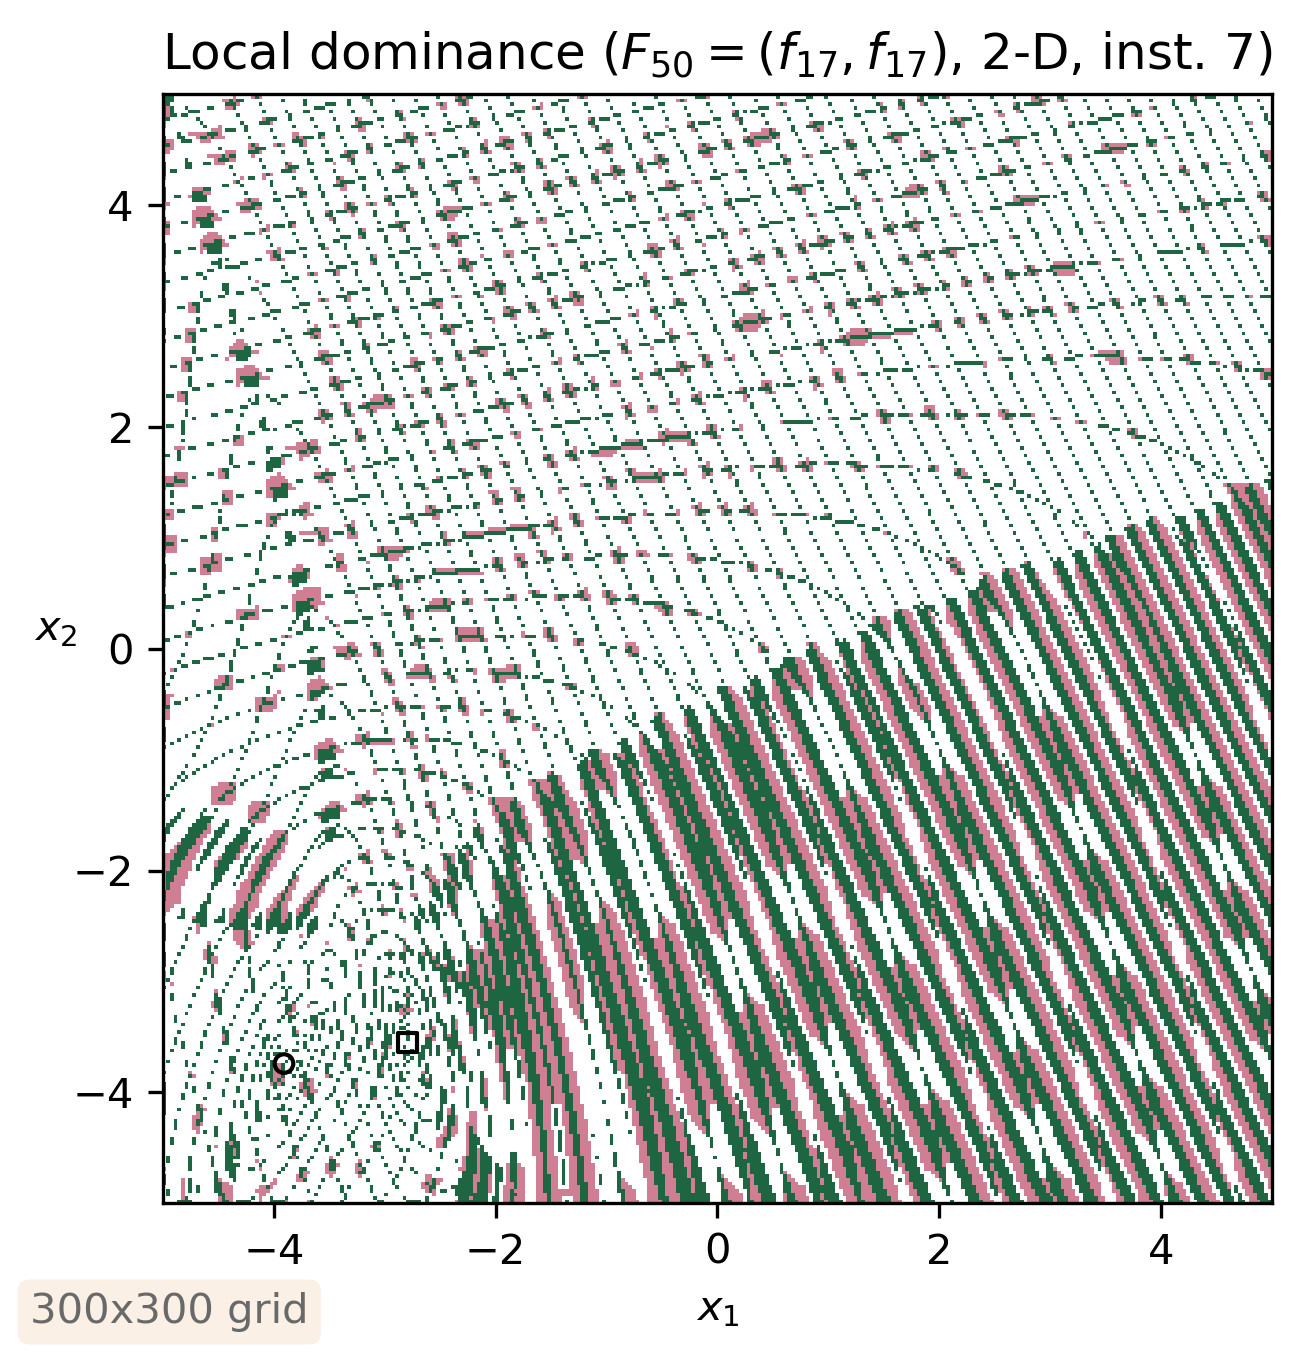 Local dominance (F₅₀ = (f₁₇, f₁₇), 2-D, inst. 7)
4
2
x₂
0
−2
−4
−4 −2 0 2 4
x₁
300x300 grid